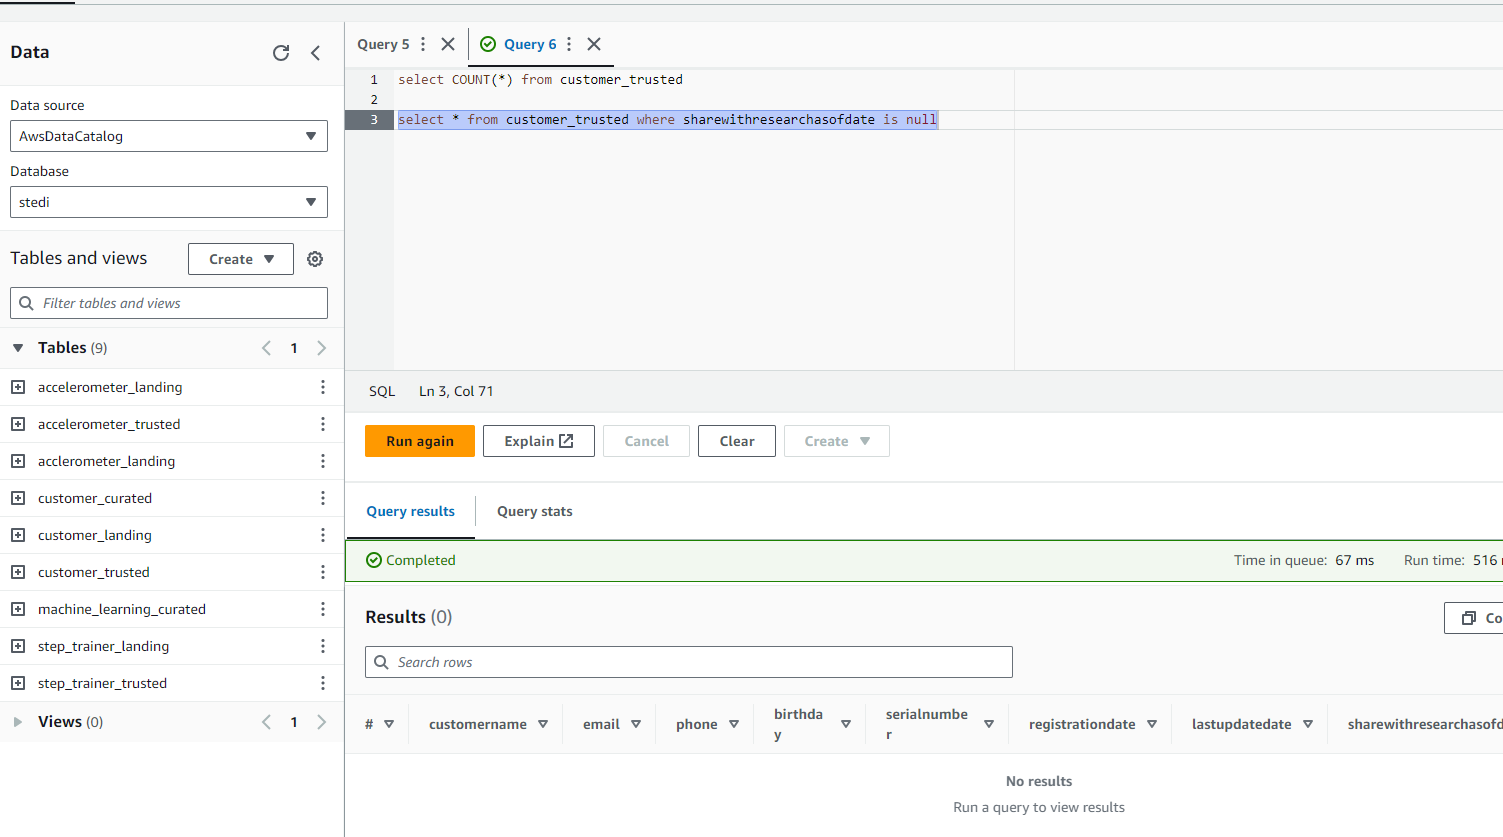 Data
Data source
AwsDataCatalog
Database
stedi
Tables and views
Create
Filter tables and views
Tables (9)
1
accelerometer_landing
accelerometer_trusted
acclerometer_landing
customer_curated
customer_landing
customer_trusted
machine_learning_curated
step_trainer_landing
step_trainer_trusted
Views (0)
1
Query 5
Query 6
1 select COUNT(*) from customer_trusted
2
3 select * from customer_trusted where sharewithresearchasofdate is null
SQL Ln 3, Col 71
Run again
Explain
Cancel
Clear
Create
Query results
Query stats
Completed
Time in queue: 67 ms
Run time: 516
Results (0)
Co
Search rows
# customername email phone birthday serialnumber registrationdate lastupdatedate sharewithresearchasofd
No results
Run a query to view results